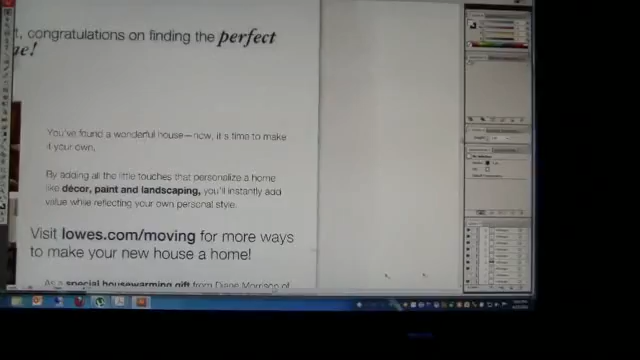 t, congratulations on finding the perfect
ne!
You've found a wonderful house—now, it's time to make
it your own.
By adding all the little touches that personalize a home
like décor, paint and landscaping, you'll instantly add
value while reflecting your own personal style.
Visit lowes.com/moving for more ways
to make your new house a home!
As a special housewarming gift from Diane Morrison of